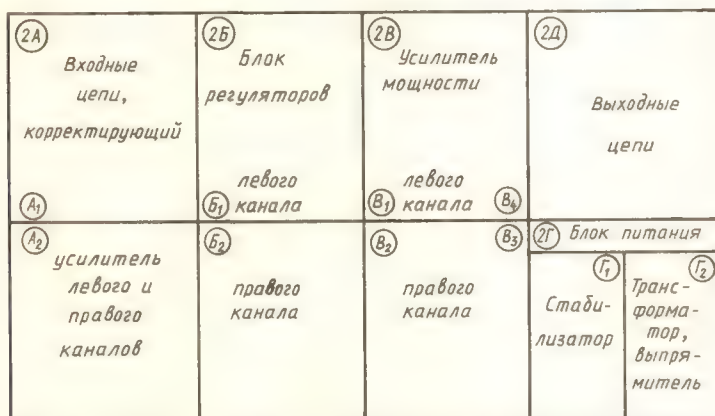 2А
Входные
цепи,
корректирующий
А1
А2
усилитель
левого и
правого
каналов
2Б
Блок
регуляторов
левого
Б1 канала
Б2
правого
канала
2В
Усилитель
мощности
левого
В1 канала В4
В2 В3
правого
канала
2Д
Выходные
цепи
2Г Блок питания
Г1
Стаби-
лизатор
Г2
Транс-
форма-
тор,
выпря-
митель